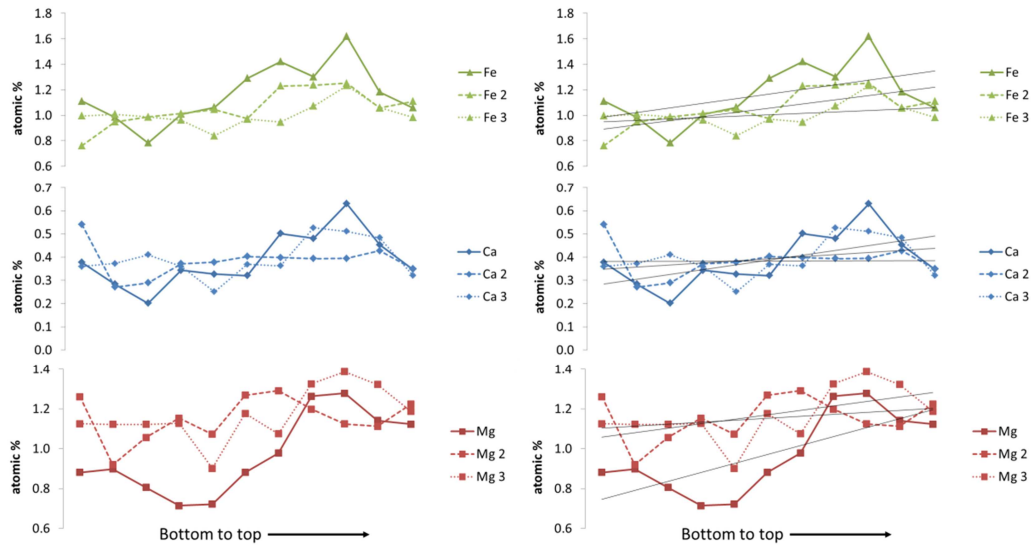 1.8
1.6
1.4
1.2
1.0
0.8
0.6
atomic %
Fe
Fe 2
Fe 3
0.7
0.6
0.5
0.4
0.3
0.2
0.1
0.0
atomic %
Ca
Ca 2
Ca 3
1.4
1.2
1.0
0.8
0.6
atomic %
Mg
Mg 2
Mg 3
Bottom to top
1.8
1.6
1.4
1.2
1.0
0.8
0.6
atomic %
Fe
Fe 2
Fe 3
0.7
0.6
0.5
0.4
0.3
0.2
0.1
0.0
atomic %
Ca
Ca 2
Ca 3
1.4
1.2
1.0
0.8
0.6
atomic %
Mg
Mg 2
Mg 3
Bottom to top